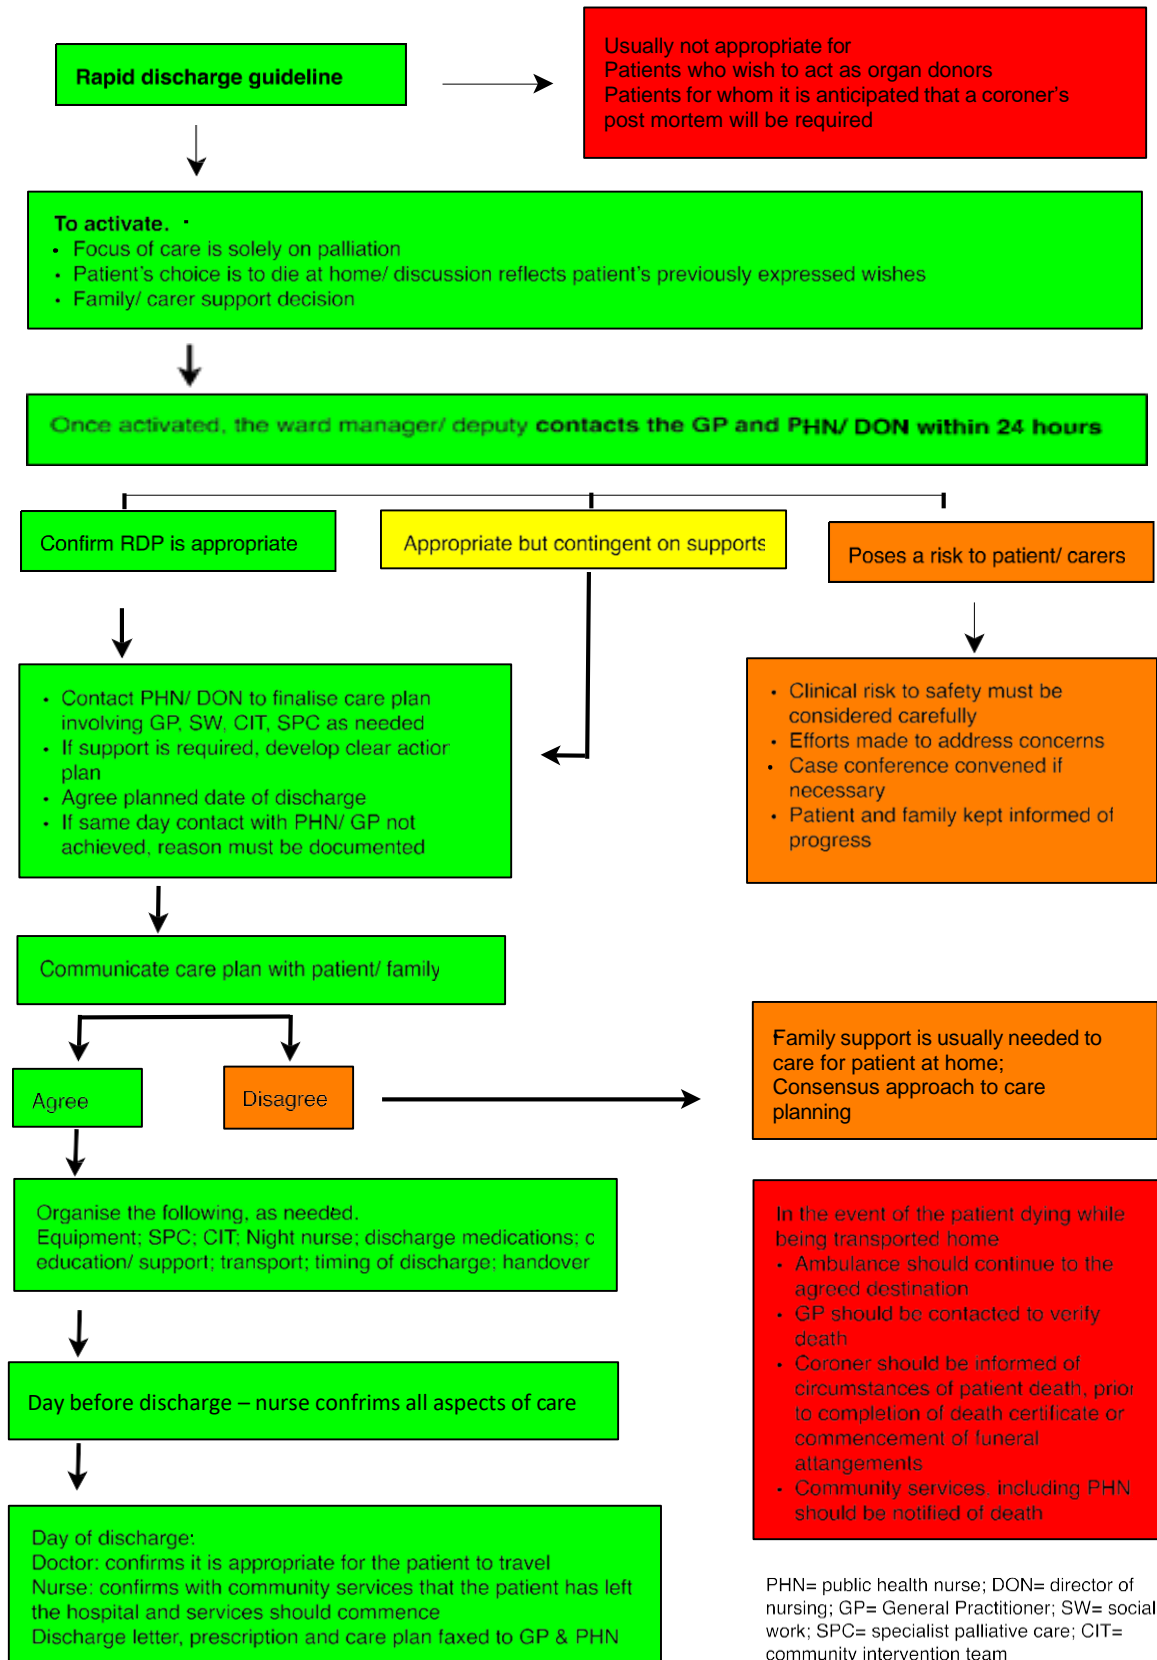 Rapid discharge guideline
Usually not appropriate for
Patients who wish to act as organ donors
Patients for whom it is anticipated that a coroner's
post mortem will be required
To activate.
• Focus of care is solely on palliation
• Patient's choice is to die at home/ discussion reflects patient's previously expressed wishes
• Family/ carer support decision
Once activated, the ward manager/ deputy contacts the GP and PHN/ DON within 24 hours
Confirm RDP is appropriate
Appropriate but contingent on supports
Poses a risk to patient/ carers
• Contact PHN/ DON to finalise care plan
involving GP, SW, CIT, SPC as needed
• If support is required, develop clear action
plan
• Agree planned date of discharge
• If same day contact with PHN/ GP not
achieved, reason must be documented
• Clinical risk to safety must be
considered carefully
• Efforts made to address concerns
• Case conference convened if
necessary
• Patient and family kept informed of
progress
Communicate care plan with patient/ family
Agree
Disagree
Family support is usually needed to
care for patient at home;
Consensus approach to care
planning
Organise the following, as needed.
Equipment; SPC; CIT; Night nurse; discharge medications; c
education/ support; transport; timing of discharge; handover
Day before discharge – nurse confrims all aspects of care
Day of discharge:
Doctor: confirms it is appropriate for the patient to travel
Nurse: confirms with community services that the patient has left
the hospital and services should commence
Discharge letter, prescription and care plan faxed to GP & PHN
In the event of the patient dying while
being transported home
• Ambulance should continue to the
agreed destination
• GP should be contacted to verify
death
• Coroner should be informed of
circumstances of patient death, prior
to completion of death certificate or
commencement of funeral
attangements
• Community services, including PHN
should be notified of death
PHN= public health nurse; DON= director of
nursing; GP= General Practitioner; SW= social
work; SPC= specialist palliative care; CIT=
community intervention team